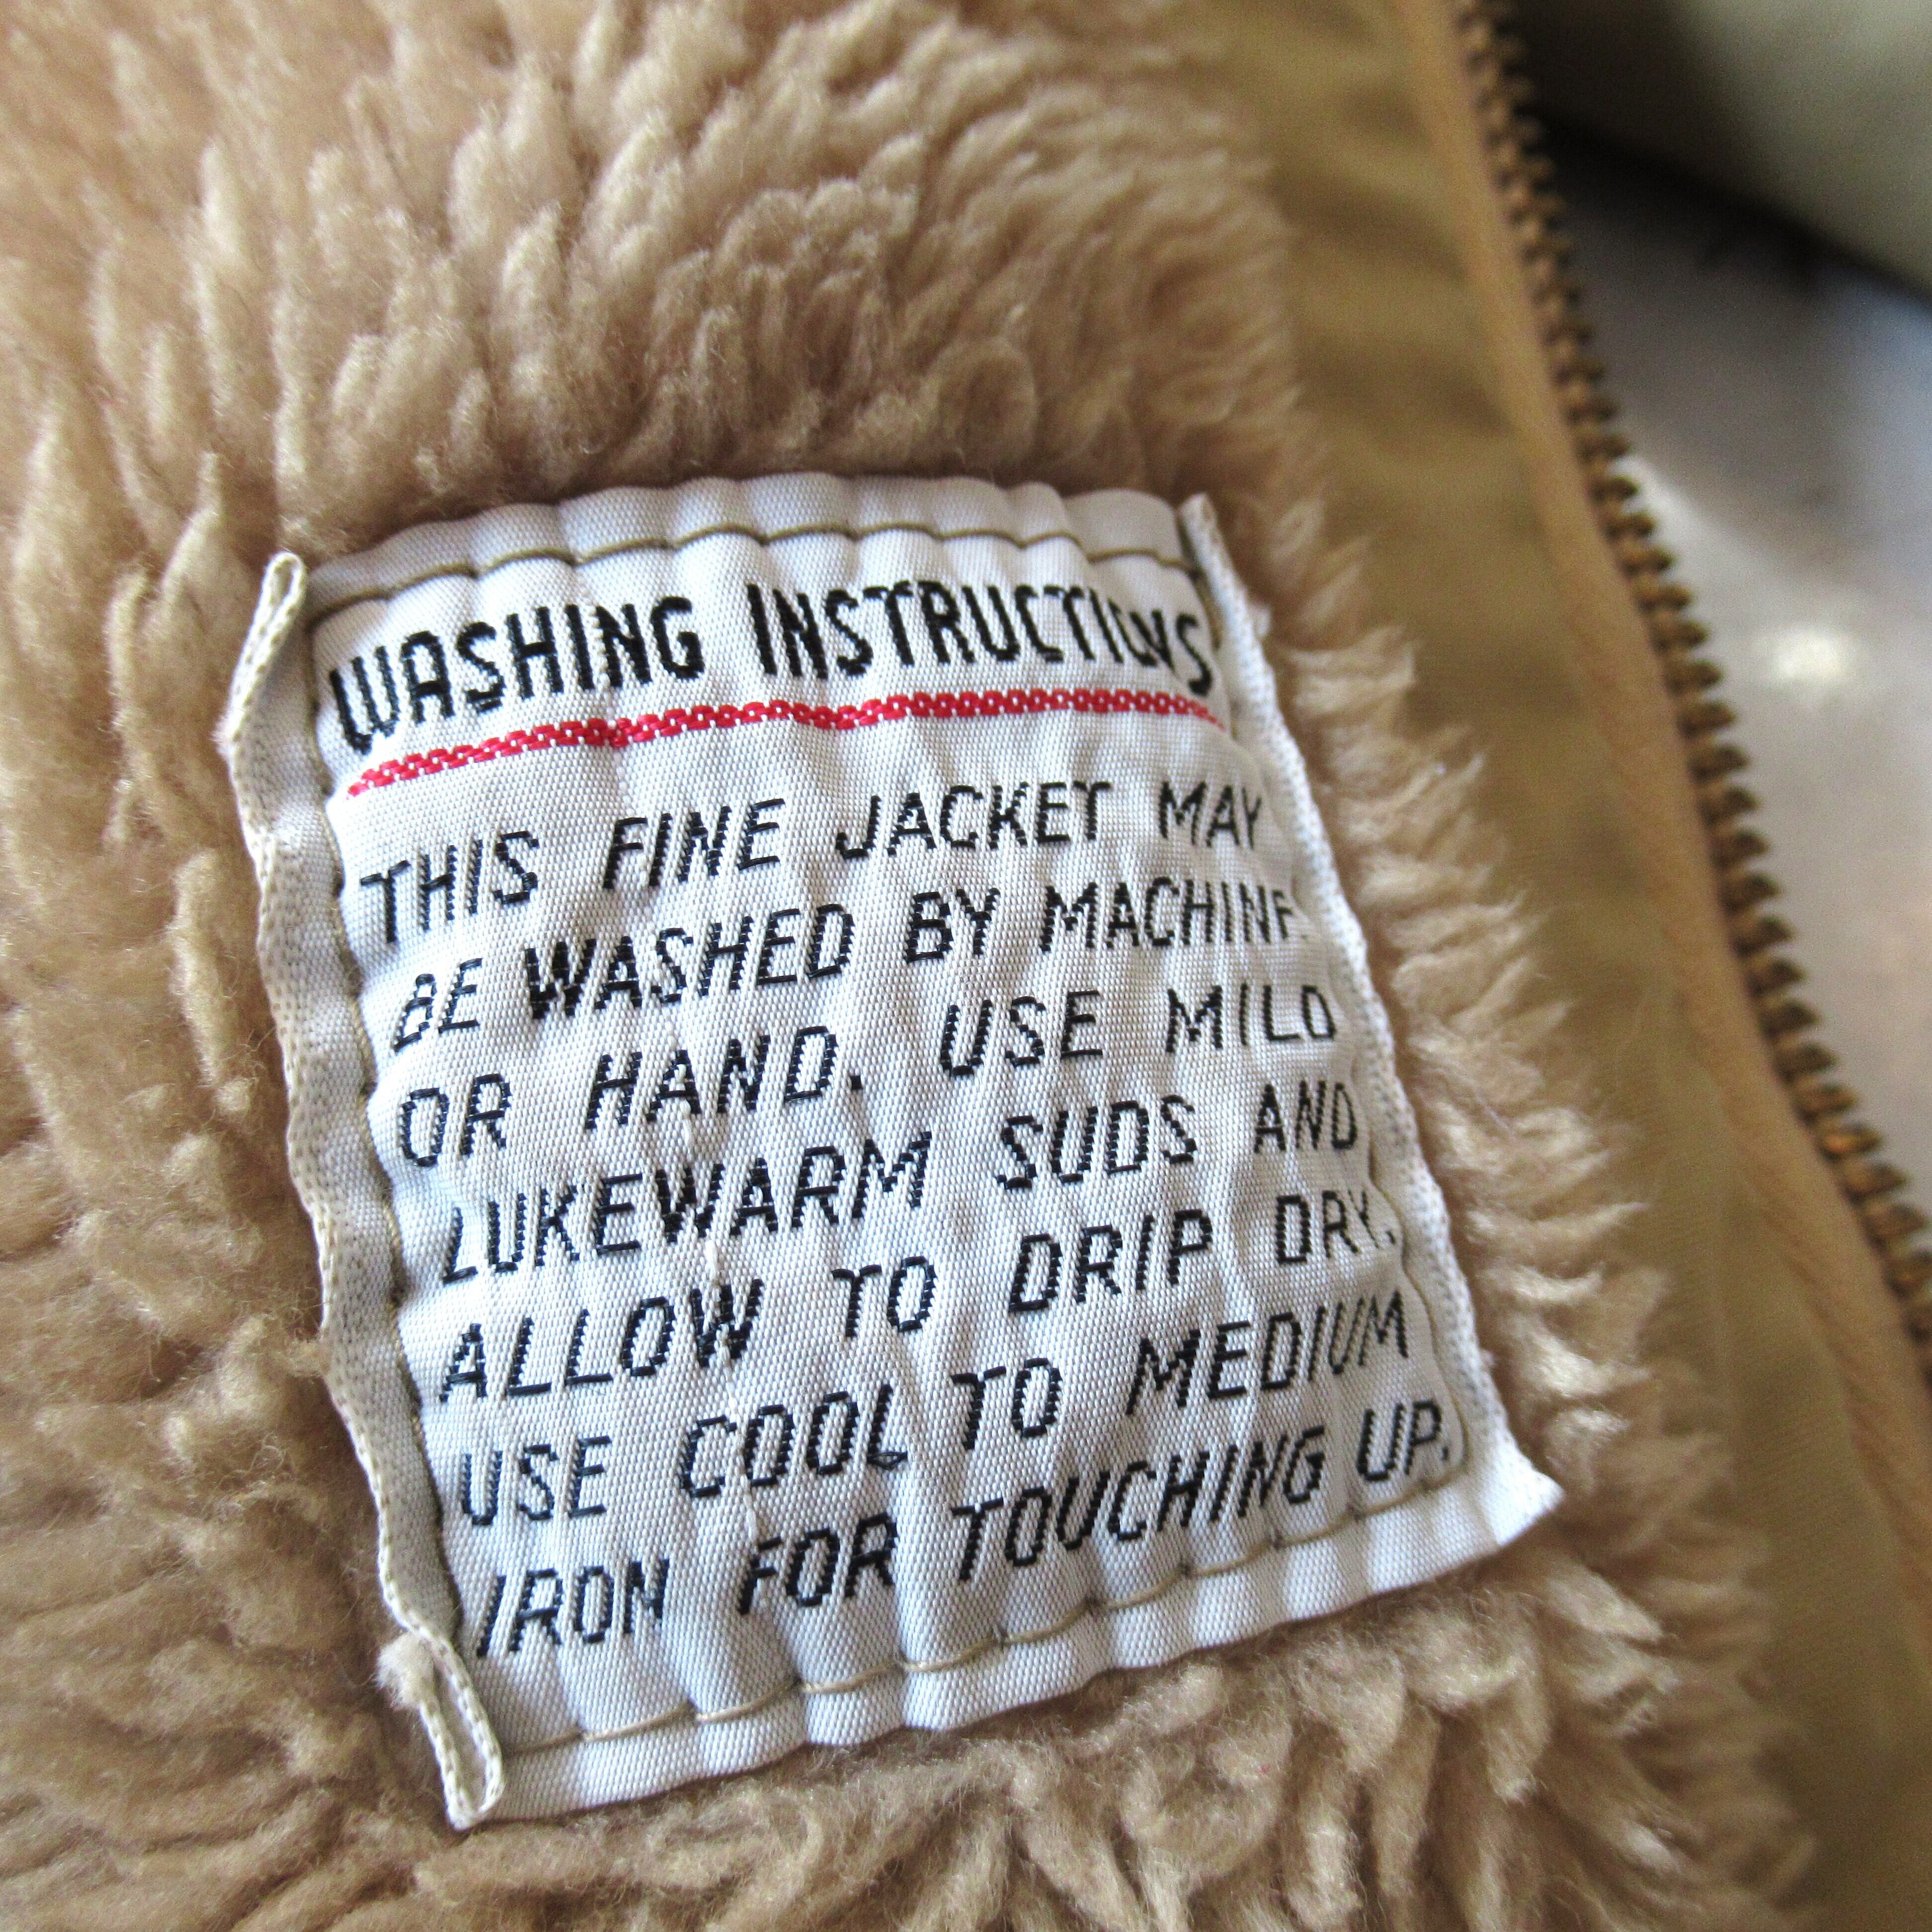 WASHING INSTRUCTIONS
THIS FINE JACKET MAY
BE WASHED BY MACHINE
OR HAND. USE MILD
LUKEWARM SUDS AND
ALLOW TO DRIP DRY.
USE COOL TO MEDIUM
IRON FOR TOUCHING UP.